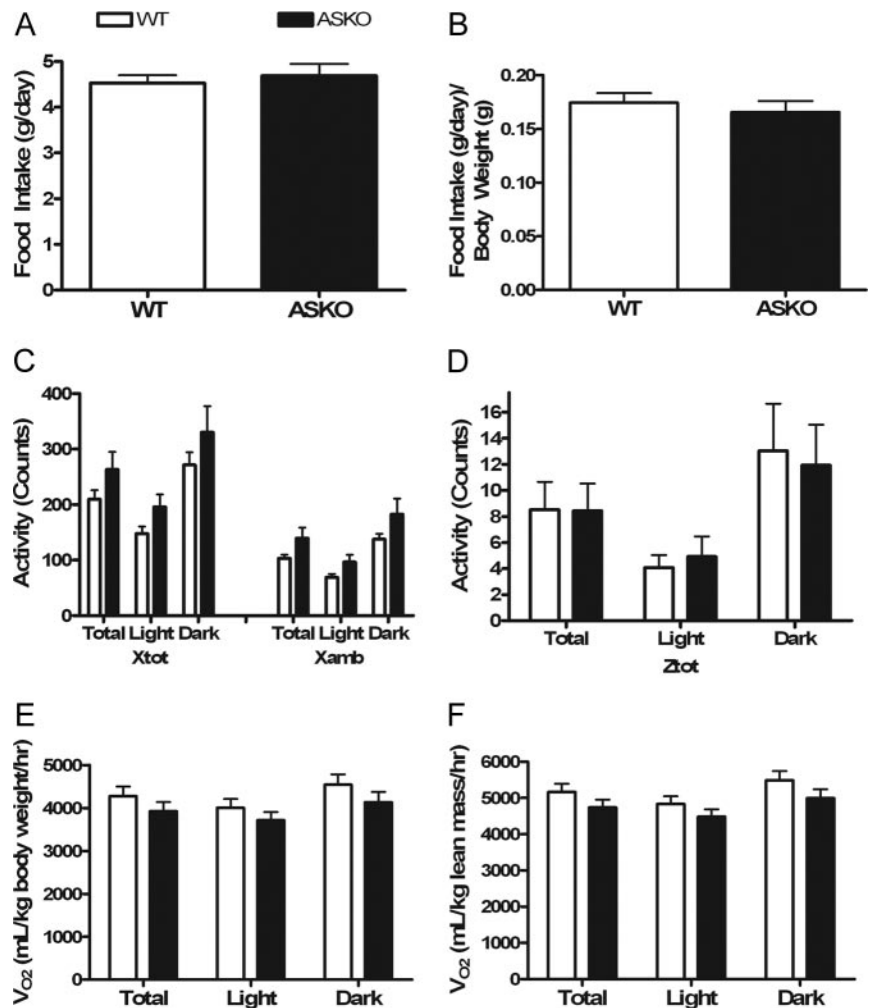 A
WT
ASKO
Food Intake (g/day)
5
4
3
2
1
0
WT
ASKO
B
Food Intake (g/day)/
Body Weight (g)
0.20
0.15
0.10
0.05
0.00
WT
ASKO
C
Activity (Counts)
400
300
200
100
0
Total Light Dark
Xtot
Total Light Dark
Xamb
D
Activity (Counts)
16
14
12
10
8
6
4
2
0
Total
Light
Dark
Ztot
E
VO2 (mL/kg body weight/hr)
5000
4000
3000
2000
1000
0
Total
Light
Dark
F
VO2 (mL/kg lean mass/hr)
6000
5000
4000
3000
2000
1000
0
Total
Light
Dark